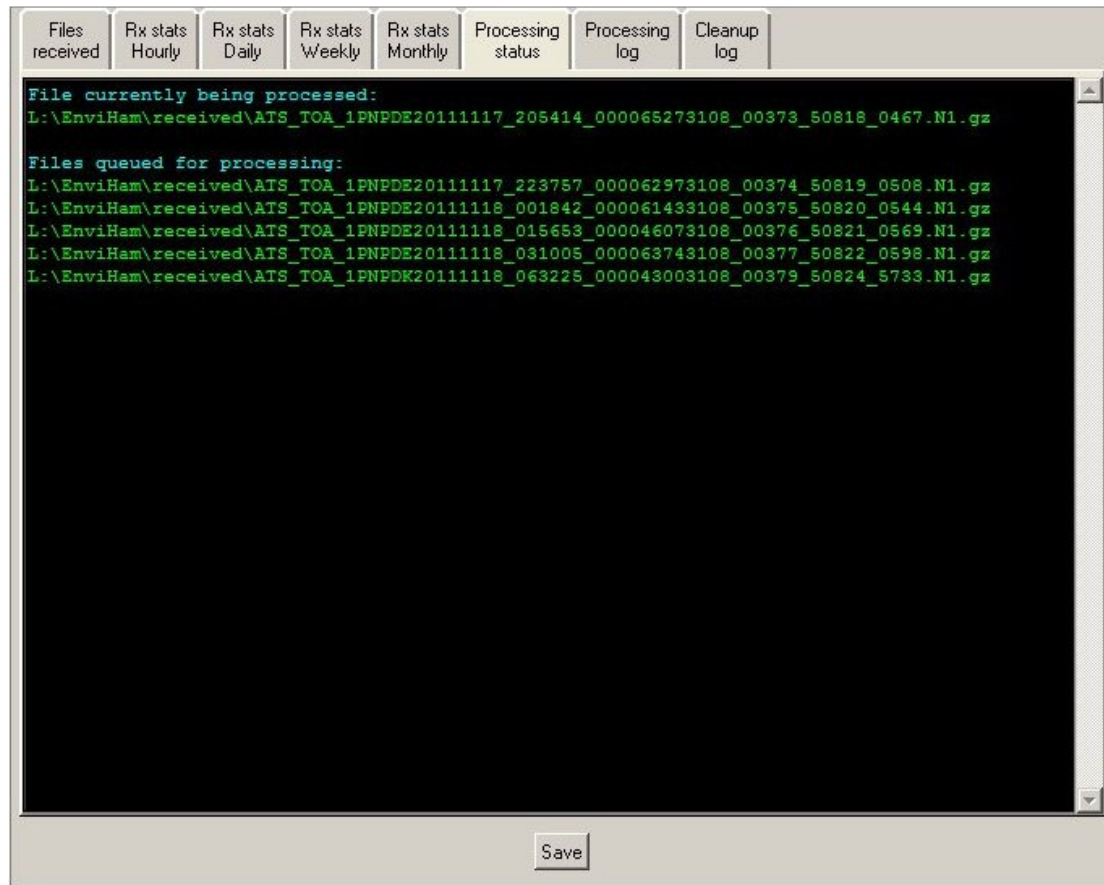 Files received
Rx stats Hourly
Rx stats Daily
Rx stats Weekly
Rx stats Monthly
Processing status
Processing log
Cleanup log
File currently being processed:
L:\EnviHam\received\ATS_TOA_1PNPDE20111117_205414_000065273108_00373_50818_0467.N1.gz
Files queued for processing:
L:\EnviHam\received\ATS_TOA_1PNPDE20111117_223757_000062973108_00374_50819_0508.N1.gz
L:\EnviHam\received\ATS_TOA_1PNPDE20111118_001842_000061433108_00375_50820_0544.N1.gz
L:\EnviHam\received\ATS_TOA_1PNPDE20111118_015653_000046073108_00376_50821_0569.N1.gz
L:\EnviHam\received\ATS_TOA_1PNPDE20111118_031005_000063743108_00377_50822_0598.N1.gz
L:\EnviHam\received\ATS_TOA_1PNPDK20111118_063225_000043003108_00379_50824_5733.N1.gz
Save